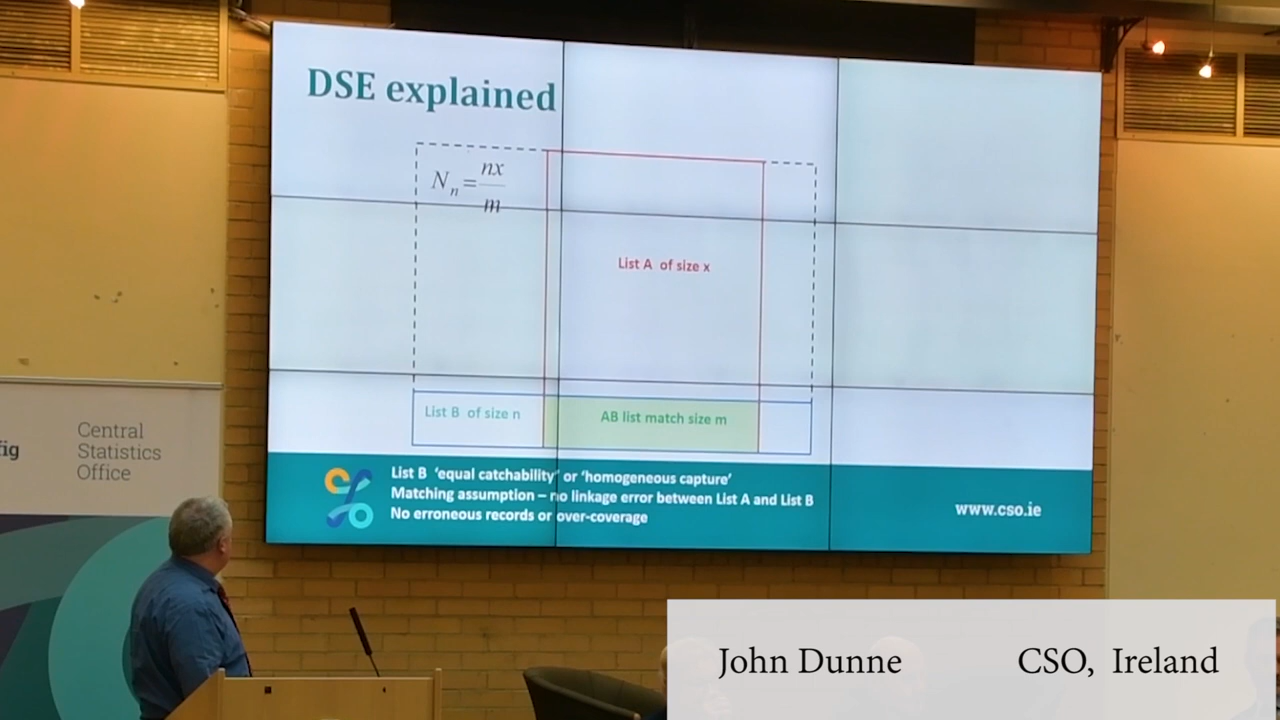 DSE explained
N_n = nx/m
List A of size x
List B of size n
AB list match size m
List B 'equal catchability' or 'homogeneous capture'
Matching assumption – no linkage error between List A and List B
No erroneous records or over-coverage
www.cso.ie
fig
Central
Statistics
Office
John Dunne CSO, Ireland